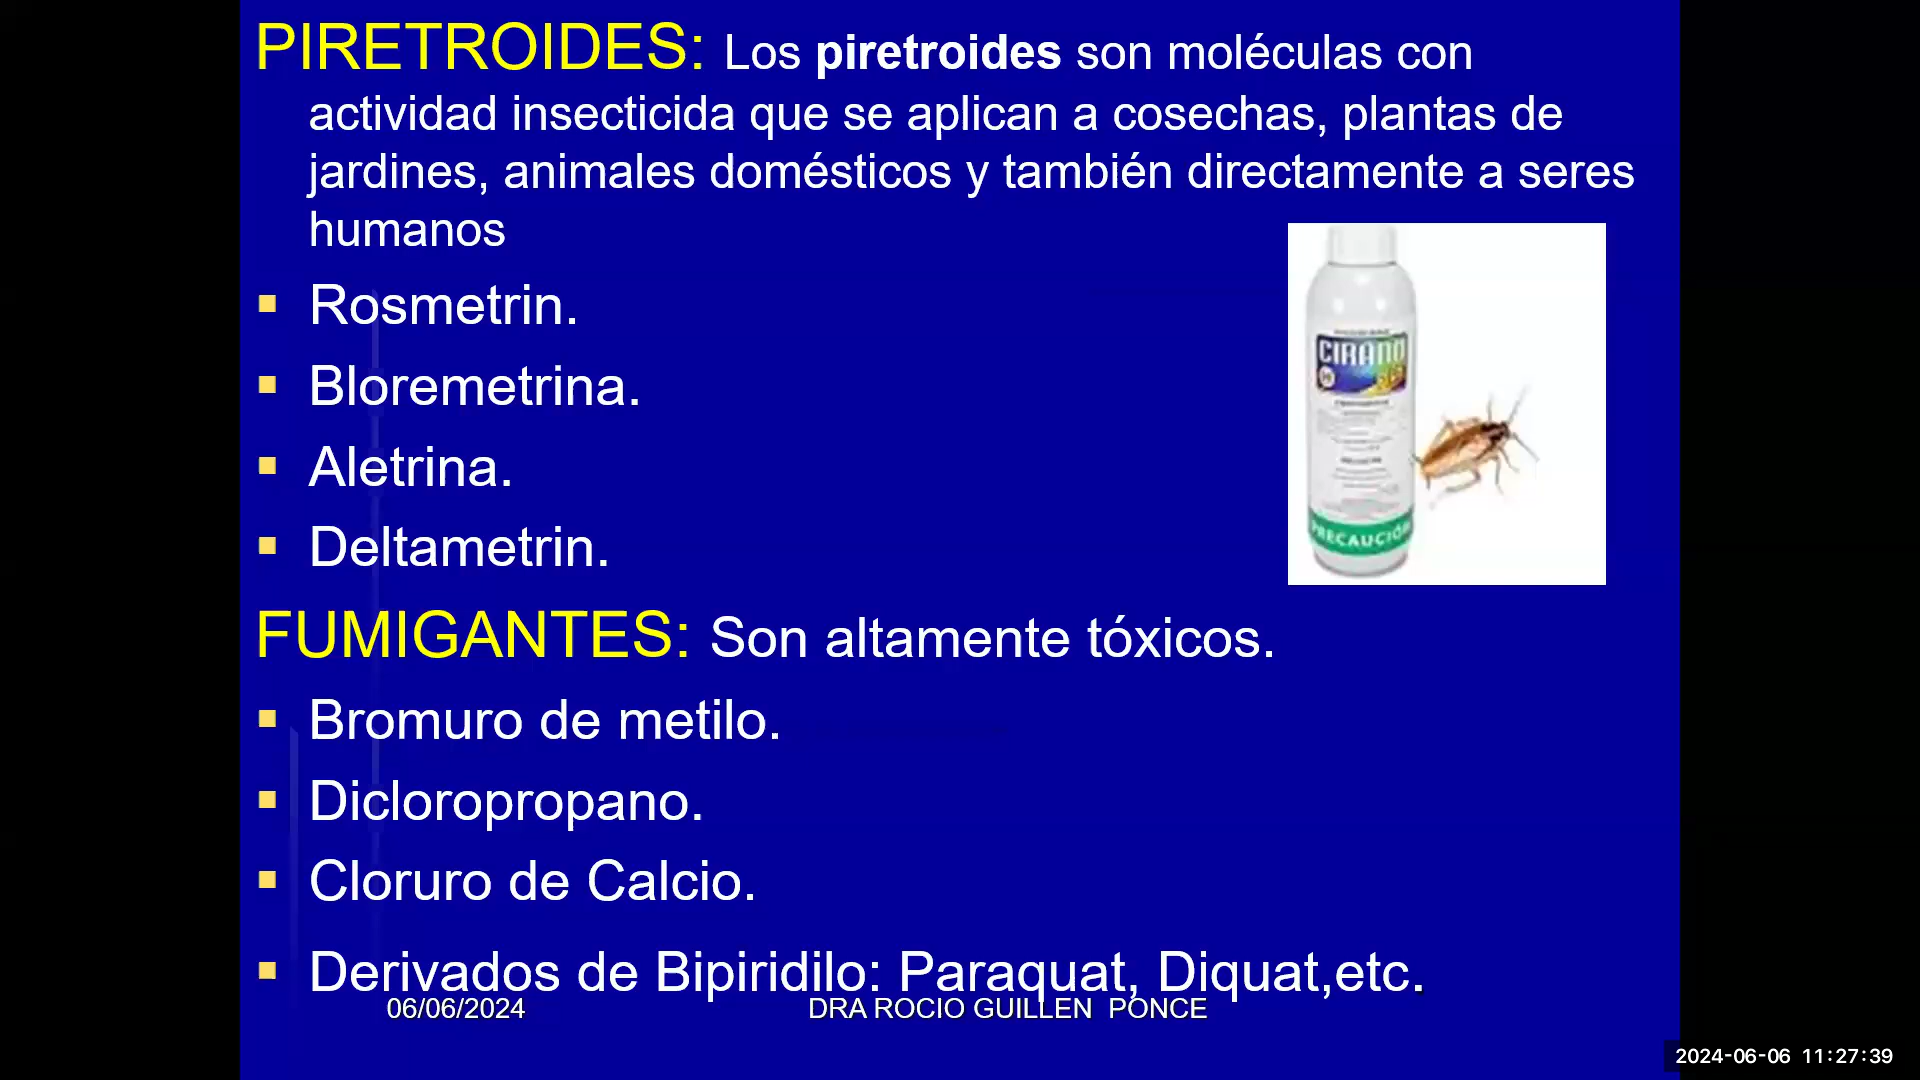 PIRETROIDES: Los piretroides son moléculas con
actividad insecticida que se aplican a cosechas, plantas de
jardines, animales domésticos y también directamente a seres
humanos
Rosmetrin.
Bloremetrina.
Aletrina.
Deltametrin.
CIRANO
PRECAUCIÓN
FUMIGANTES: Son altamente tóxicos.
Bromuro de metilo.
Dicloropropano.
Cloruro de Calcio.
Derivados de Bipiridilo: Paraquat, Diquat,etc.
06/06/2024 DRA ROCIO GUILLEN PONCE
2024-06-06 11:27:39